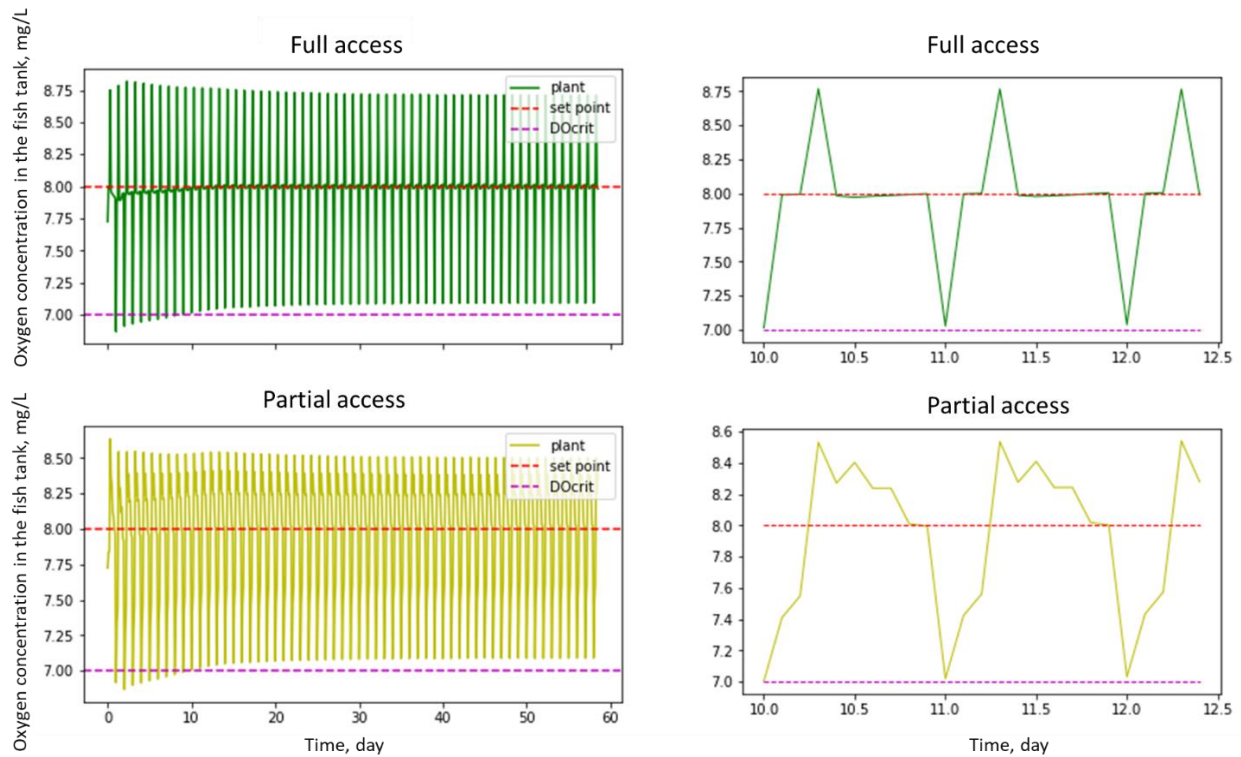 Full access
Oxygen concentration in the fish tank, mg/L
8.75
8.50
8.25
8.00
7.75
7.50
7.25
7.00
plant
set point
DOcrit
Full access
8.75
8.50
8.25
8.00
7.75
7.50
7.25
7.00
10.0 10.5 11.0 11.5 12.0 12.5
Partial access
Oxygen concentration in the fish tank, mg/L
8.50
8.25
8.00
7.75
7.50
7.25
7.00
plant
set point
DOcrit
0 10 20 30 40 50 60
Time, day
Partial access
8.6
8.4
8.2
8.0
7.8
7.6
7.4
7.2
7.0
10.0 10.5 11.0 11.5 12.0 12.5
Time, day